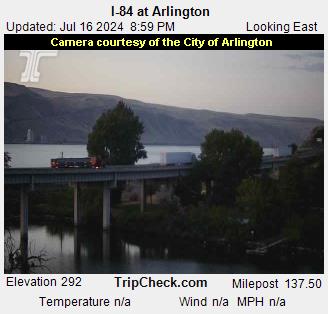 I-84 at Arlington
Updated: Jul 16 2024 8:59 PM Looking East
Camera courtesy of the City of Arlington
Elevation 292 TripCheck.com Milepost 137.50
Temperature n/a Wind n/a MPH n/a